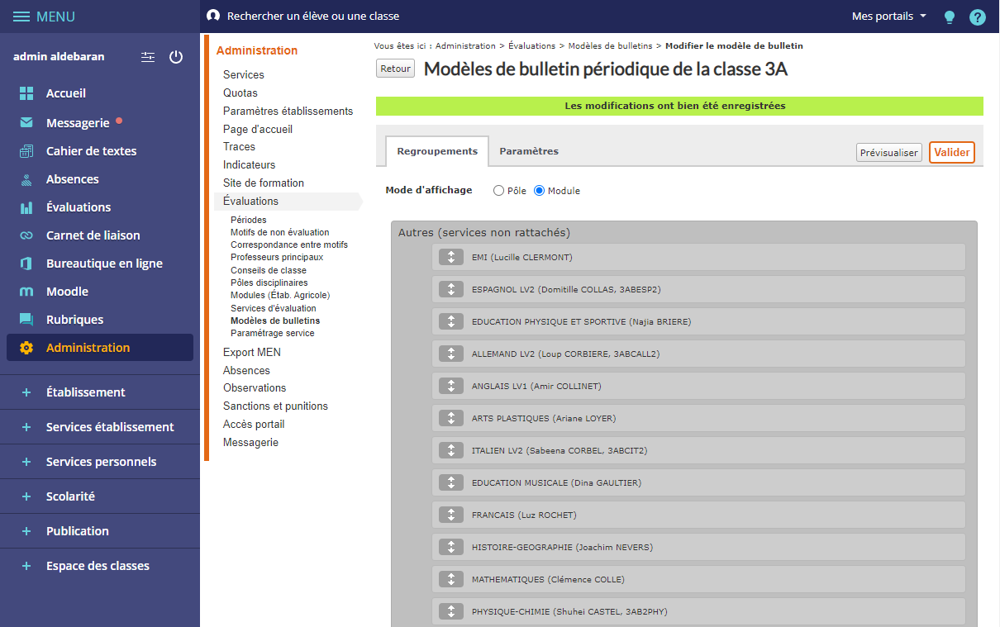 MENU
Rechercher un élève ou une classe
Mes portails
?
admin aldebaran
Accueil
Messagerie
Cahier de textes
Absences
Évaluations
Carnet de liaison
Bureautique en ligne
Moodle
Rubriques
Administration
+ Établissement
+ Services établissement
+ Services personnels
+ Scolarité
+ Publication
+ Espace des classes
Administration
Services
Quotas
Paramètres établissements
Page d'accueil
Traces
Indicateurs
Site de formation
Évaluations
Périodes
Motifs de non évaluation
Correspondance entre motifs
Professeurs principaux
Conseils de classe
Pôles disciplinaires
Modules (Étab. Agricole)
Services d'évaluation
Modèles de bulletins
Paramétrage service
Export MEN
Absences
Observations
Sanctions et punitions
Accès portail
Messagerie
Vous êtes ici : Administration > Évaluations > Modèles de bulletins > Modifier le modèle de bulletin
Retour Modèles de bulletin périodique de la classe 3A
Les modifications ont bien été enregistrées
Regroupements Paramètres Prévisualiser Valider
Mode d'affichage Pôle Module
Autres (services non rattachés)
EMI (Lucille CLERMONT)
ESPAGNOL LV2 (Domitille COLLAS, 3ABESP2)
EDUCATION PHYSIQUE ET SPORTIVE (Najia BRIERE)
ALLEMAND LV2 (Loup CORBIERE, 3ABCALL2)
ANGLAIS LV1 (Amir COLLINET)
ARTS PLASTIQUES (Ariane LOYER)
ITALIEN LV2 (Sabeena CORBEL, 3ABCIT2)
EDUCATION MUSICALE (Dina GAULTIER)
FRANCAIS (Luz ROCHET)
HISTOIRE-GEOGRAPHIE (Joachim NEVERS)
MATHEMATIQUES (Clémence COLLE)
PHYSIQUE-CHIMIE (Shuhei CASTEL, 3AB2PHY)